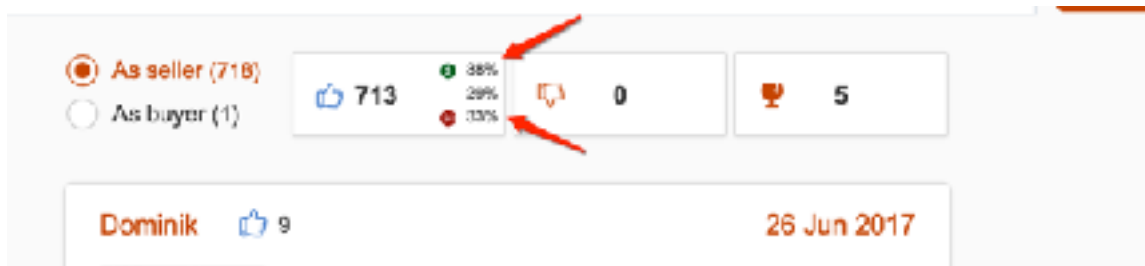 As seller (718)
As buyer (1)
713
38%
29%
33%
0
5
Dominik 9
26 Jun 2017